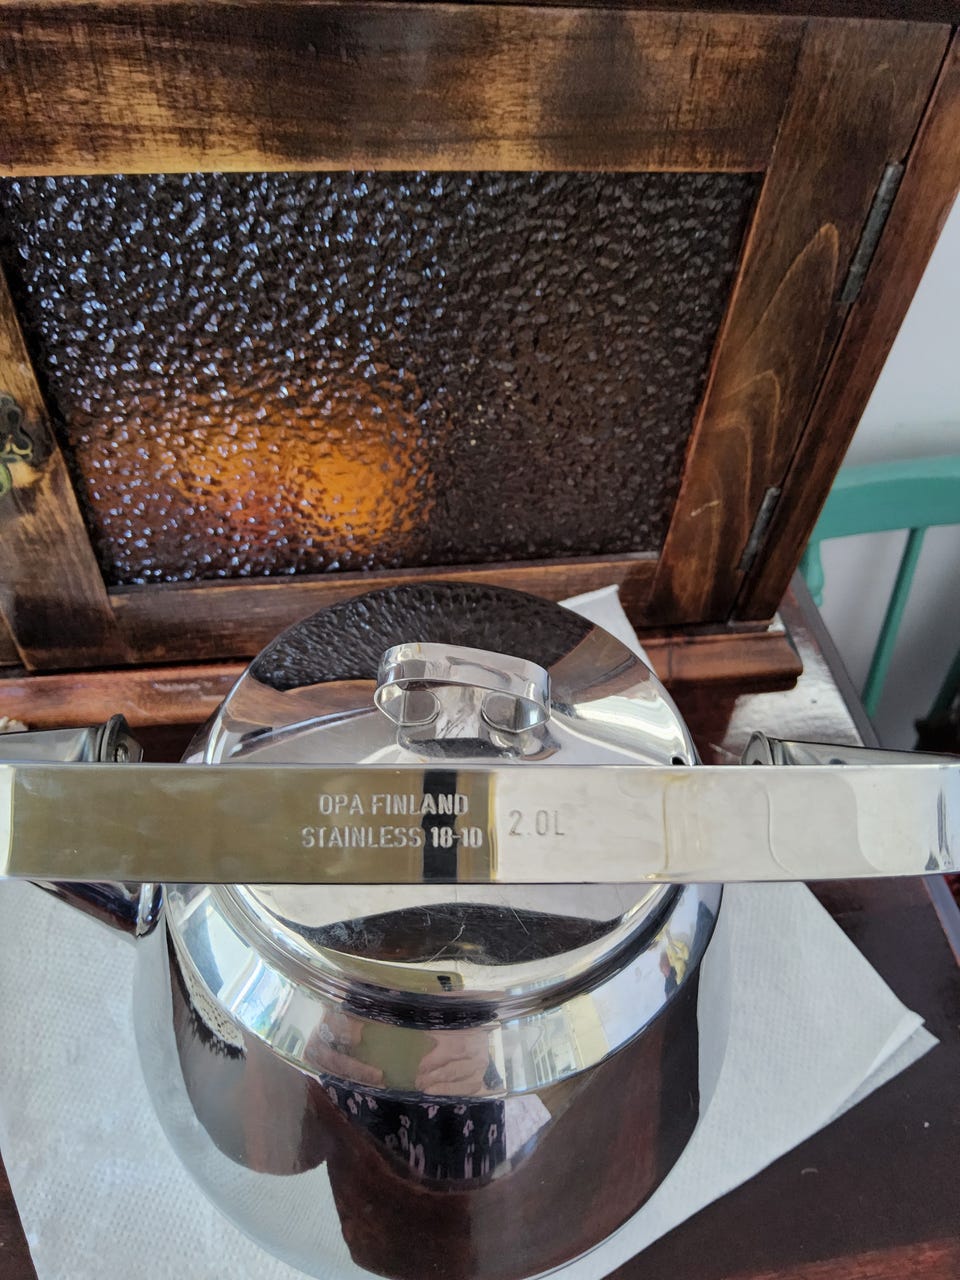 OPA FINLAND
STAINLESS 18-10
2.0L